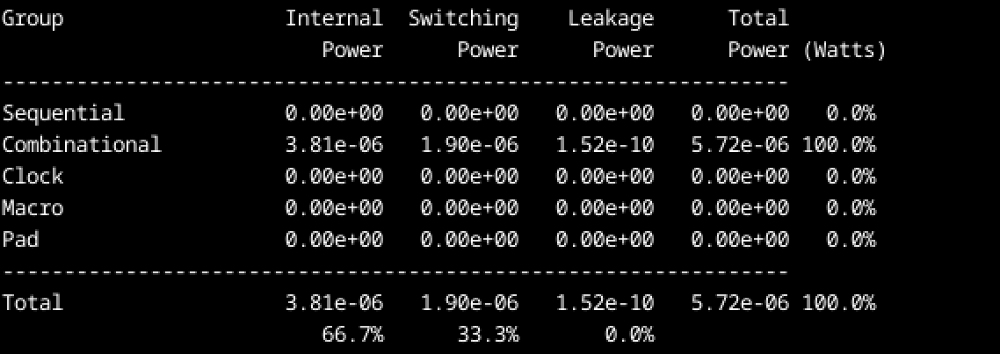 Group                  Internal  Switching    Leakage      Total
                          Power      Power      Power      Power (Watts)
----------------------------------------------------------------
Sequential             0.00e+00   0.00e+00   0.00e+00   0.00e+00   0.0%
Combinational          3.81e-06   1.90e-06   1.52e-10   5.72e-06 100.0%
Clock                  0.00e+00   0.00e+00   0.00e+00   0.00e+00   0.0%
Macro                  0.00e+00   0.00e+00   0.00e+00   0.00e+00   0.0%
Pad                    0.00e+00   0.00e+00   0.00e+00   0.00e+00   0.0%
----------------------------------------------------------------
Total                  3.81e-06   1.90e-06   1.52e-10   5.72e-06 100.0%
                          66.7%      33.3%       0.0%